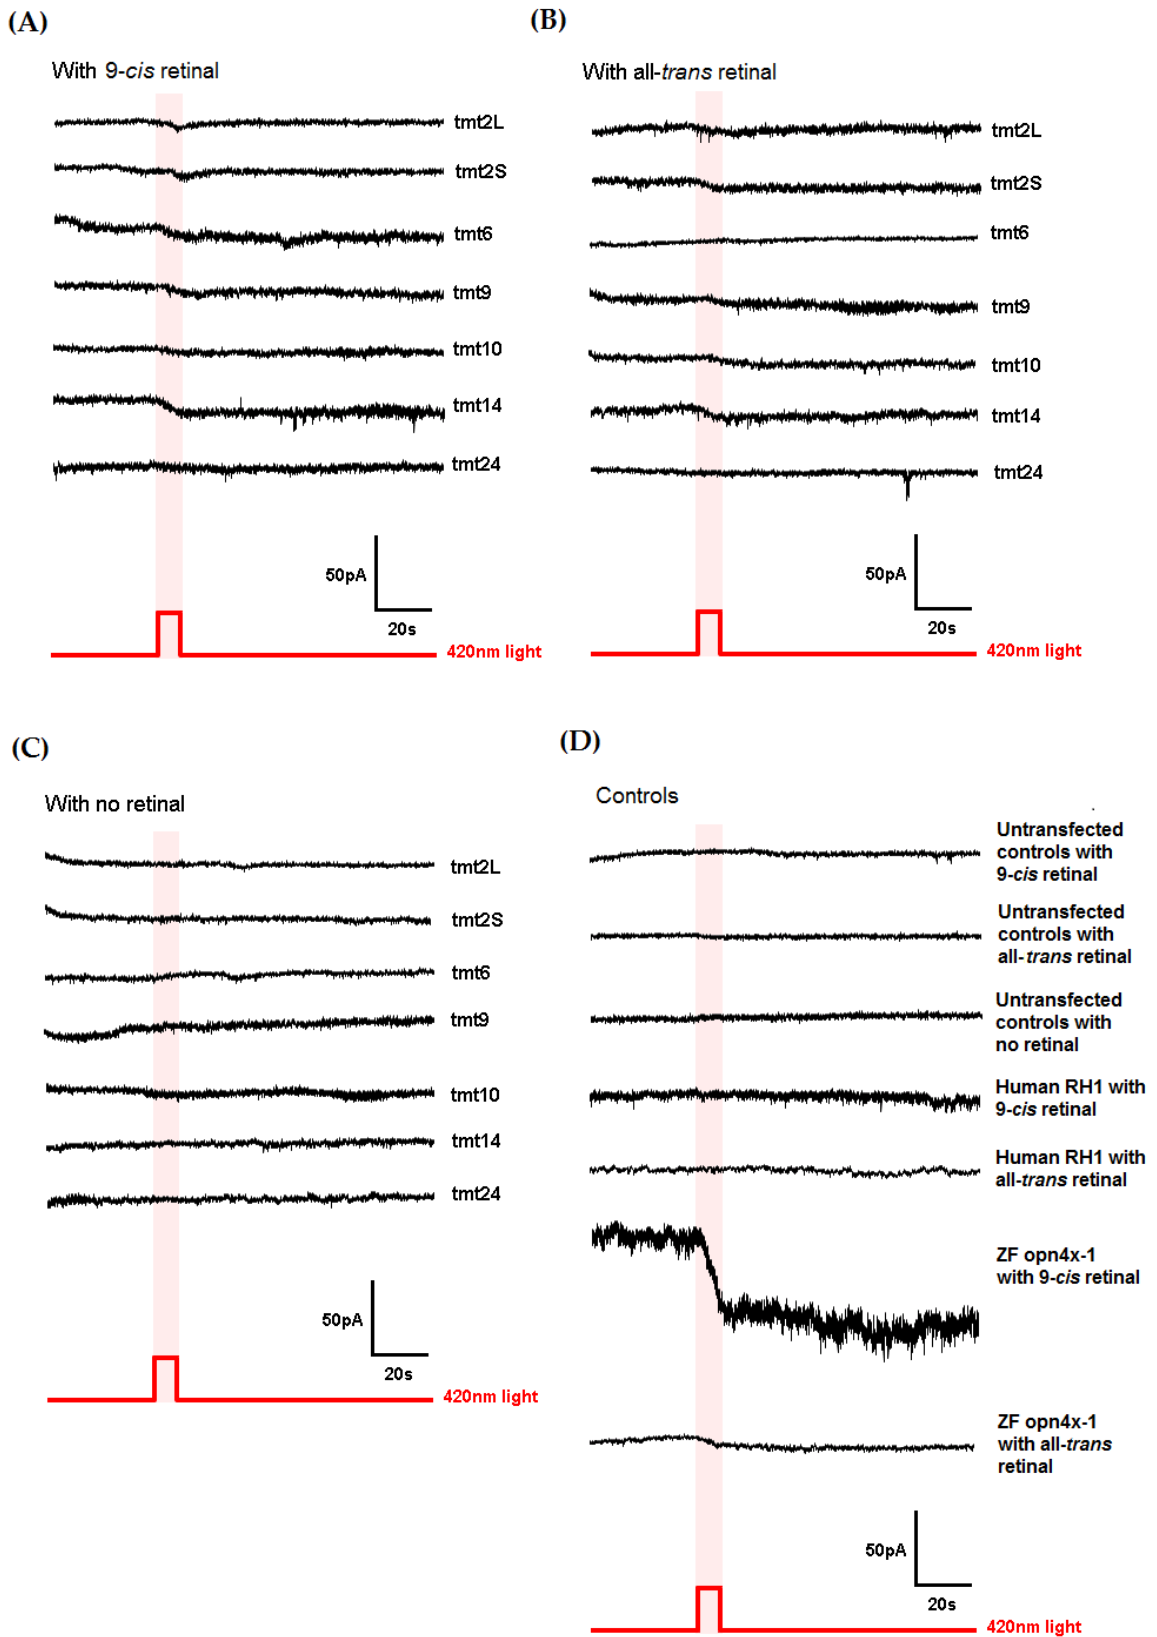 (A)
With 9-cis retinal
tmt2L
tmt2S
tmt6
tmt9
tmt10
tmt14
tmt24
50pA
20s
420nm light
(B)
With all-trans retinal
tmt2L
tmt2S
tmt6
tmt9
tmt10
tmt14
tmt24
50pA
20s
420nm light
(C)
With no retinal
tmt2L
tmt2S
tmt6
tmt9
tmt10
tmt14
tmt24
50pA
20s
420nm light
(D)
Controls
Untransfected
controls with
9-cis retinal
Untransfected
controls with
all-trans retinal
Untransfected
controls with
no retinal
Human RH1 with
9-cis retinal
Human RH1 with
all-trans retinal
ZF opn4x-1
with 9-cis retinal
ZF opn4x-1
with all-trans
retinal
50pA
20s
420nm light